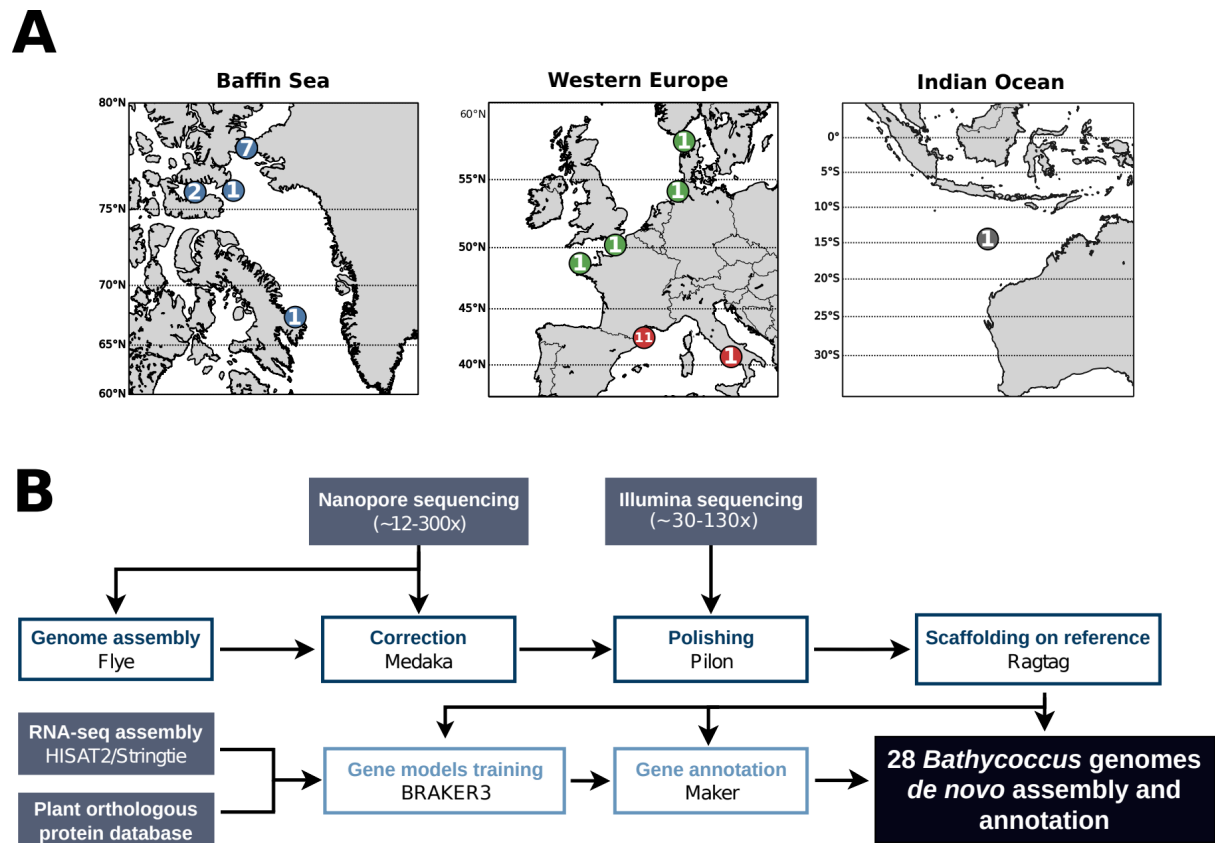 A
Baffin Sea
Western Europe
Indian Ocean
80°N
75°N
70°N
65°N
60°N
7
2
1
1
60°N
55°N
50°N
45°N
40°N
1
1
1
1
11
1
0°
5°S
10°S
15°S
20°S
25°S
30°S
1
B
Nanopore sequencing
(~12-300x)
Illumina sequencing
(~30-130x)
Genome assembly
Flye
Correction
Medaka
Polishing
Pilon
Scaffolding on reference
Ragtag
RNA-seq assembly
HISAT2/Stringtie
Plant orthologous
protein database
Gene models training
BRAKER3
Gene annotation
Maker
28 Bathycoccus genomes
de novo assembly and
annotation